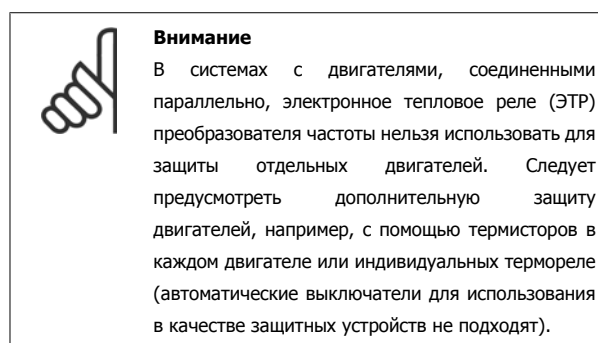 Внимание
В системах с двигателями, соединенными
параллельно, электронное тепловое реле (ЭТР)
преобразователя частоты нельзя использовать для
защиты отдельных двигателей. Следует
предусмотреть дополнительную защиту
двигателей, например, с помощью термисторов в
каждом двигателе или индивидуальных термореле
(автоматические выключатели для использования
в качестве защитных устройств не подходят).